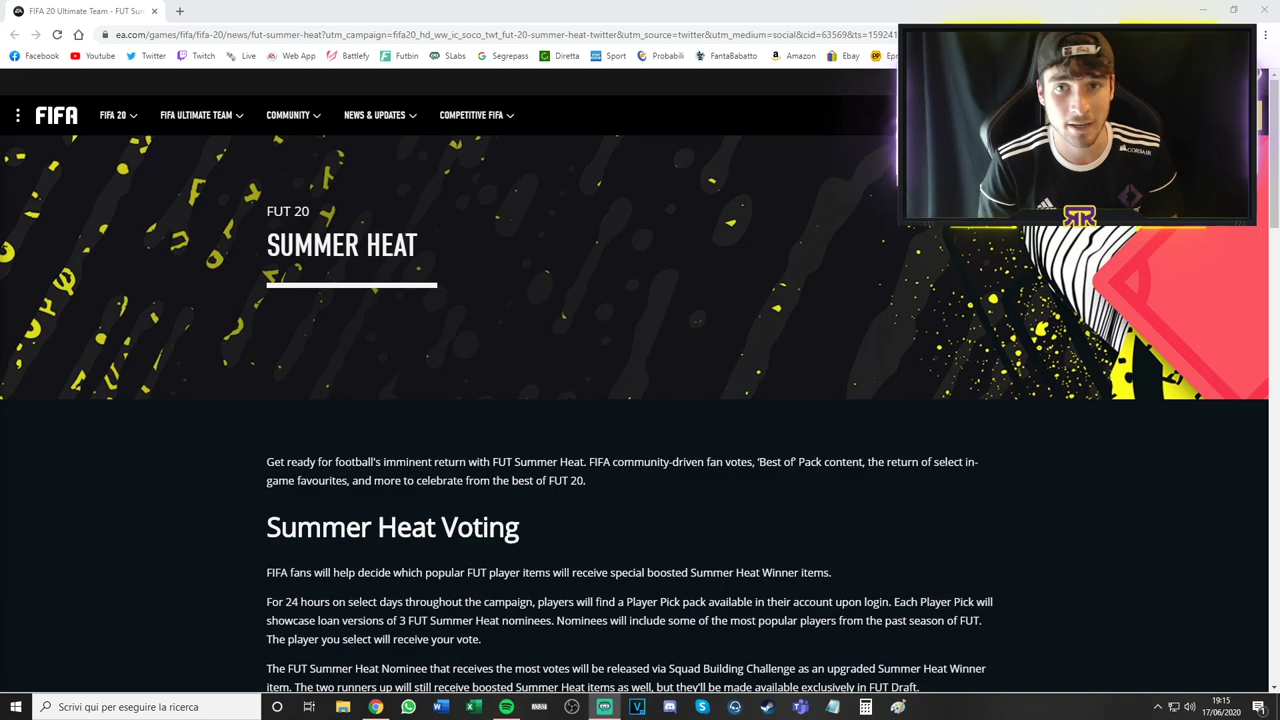 FIFA 20 Ultimate Team - FUT Sum
ea.com/games/fifa/fifa-20/news/fut-summer-heat?utm_campaign=fifa20_hd_ww_ic_soco_twt_fut-20-summer-heat-twitter&utm_source=twitter&utm_medium=social&cid=63569&ts=159241
Facebook Youtube Twitter Twitch Wepng Battlefy Futbin SLabs Segrepass Diretta Sport Probabili FantaBabatto Amazon Ebay Epr
FIFA FIFA 20 FIFA ULTIMATE TEAM COMMUNITY NEWS & UPDATES COMPETITIVE FIFA
CORSAIR
FUT 20
SUMMER HEAT
Get ready for football's imminent return with FUT Summer Heat. FIFA community-driven fan votes, ‘Best of’ Pack content, the return of select in-
game favourites, and more to celebrate from the best of FUT 20.
Summer Heat Voting
FIFA fans will help decide which popular FUT player items will receive special boosted Summer Heat Winner items.
For 24 hours on select days throughout the campaign, players will find a Player Pick pack available in their account upon login. Each Player Pick will
showcase loan versions of 3 FUT Summer Heat nominees. Nominees will include some of the most popular players from the past season of FUT.
The player you select will receive your vote.
The FUT Summer Heat Nominee that receives the most votes will be released via Squad Building Challenge as an upgraded Summer Heat Winner
item. The two runners up will still receive boosted Summer Heat items as well, but they'll be made available exclusively in FUT Draft.
Scrivi qui per eseguire la ricerca
19:15
17/06/2020